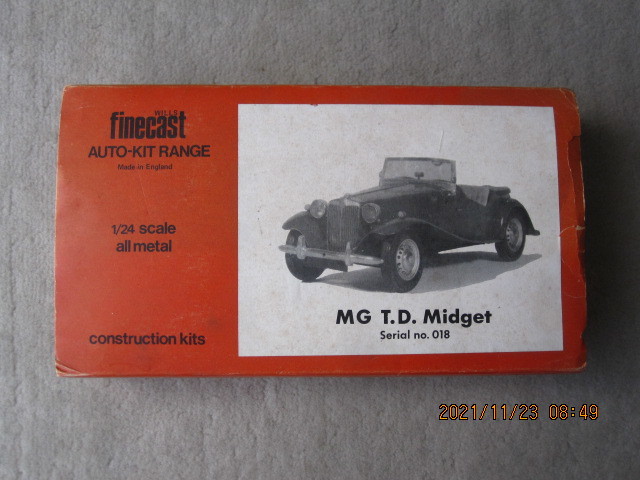 WILLS
finecast
AUTO-KIT RANGE
Made in England
1/24 scale
all metal
construction kits
MG T.D. Midget
Serial no. 018
2021/11/23 08:49